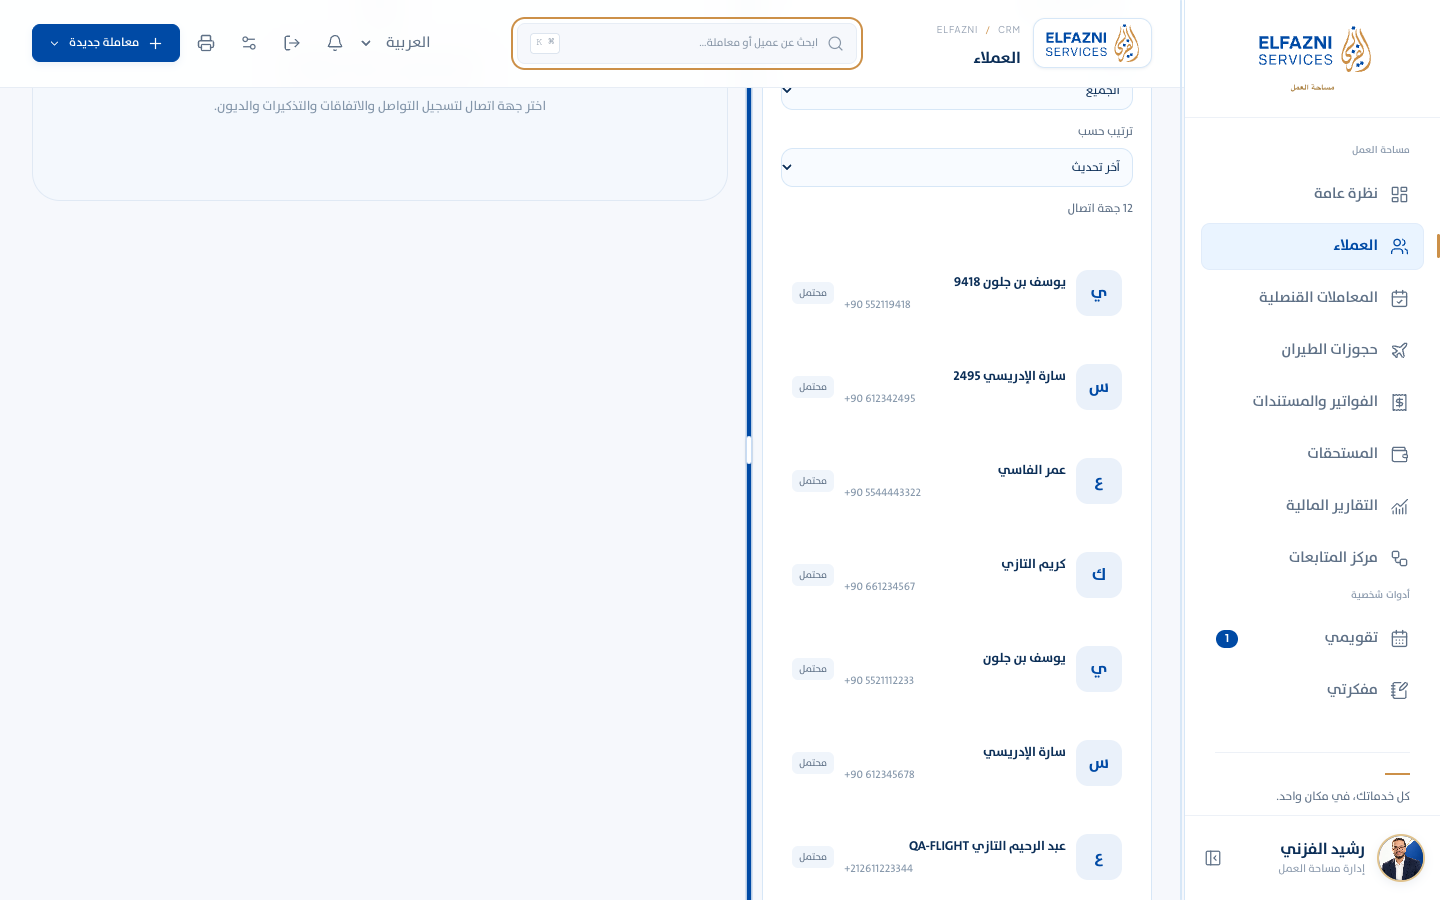 ELFAZNI
SERVICES
مساحة العمل
مساحة العمل
نظرة عامة
العملاء
المعاملات القنصلية
حجوزات الطيران
الفواتير والمستندات
المستحقات
التقارير المالية
مركز المتابعات
أدوات شخصية
تقويمي
1
مفكرتي
كل خدماتك، في مكان واحد.
رشيد الفزني
إدارة مساحة العمل
ELFAZNI
SERVICES
ELFAZNI / CRM
العملاء
ابحث عن عميل أو معاملة...
⌘ K
العربية
معاملة جديدة
الجميع
ترتيب حسب
آخر تحديث
12 جهة اتصال
ي
يوسف بن جلون 9418
+90 552119418
محتمل
س
سارة الإدريسي 2495
+90 612342495
محتمل
ع
عمر الفاسي
+90 5544443322
محتمل
ك
كريم التازي
+90 661234567
محتمل
ي
يوسف بن جلون
+90 5521112233
محتمل
س
سارة الإدريسي
+90 612345678
محتمل
ع
عبد الرحيم التازي QA-FLIGHT
+212611223344
محتمل
اختر جهة اتصال لتسجيل التواصل والاتفاقات والتذكيرات والديون.